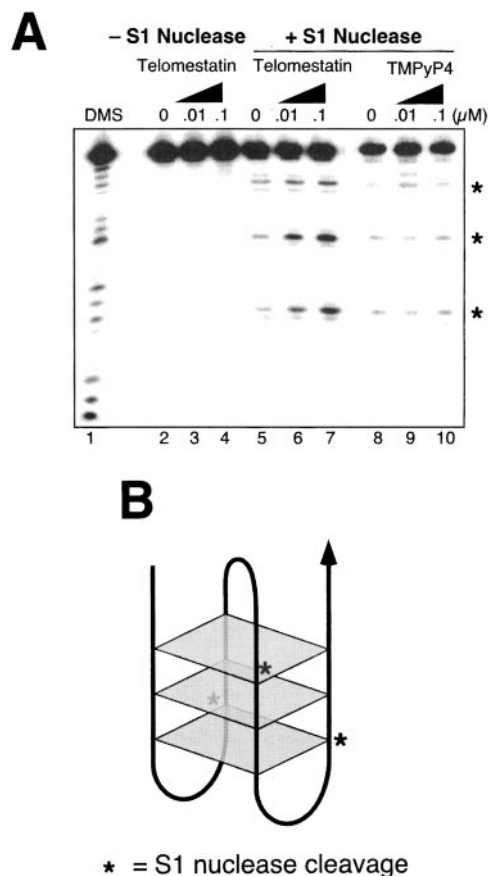 A
– S1 Nuclease + S1 Nuclease
Telomestatin Telomestatin TMPyP4
DMS 0 .01 .1 0 .01 .1 0 .01 .1 (μM)
*
*
*
1 2 3 4 5 6 7 8 9 10
B
*
*
*
* = S1 nuclease cleavage